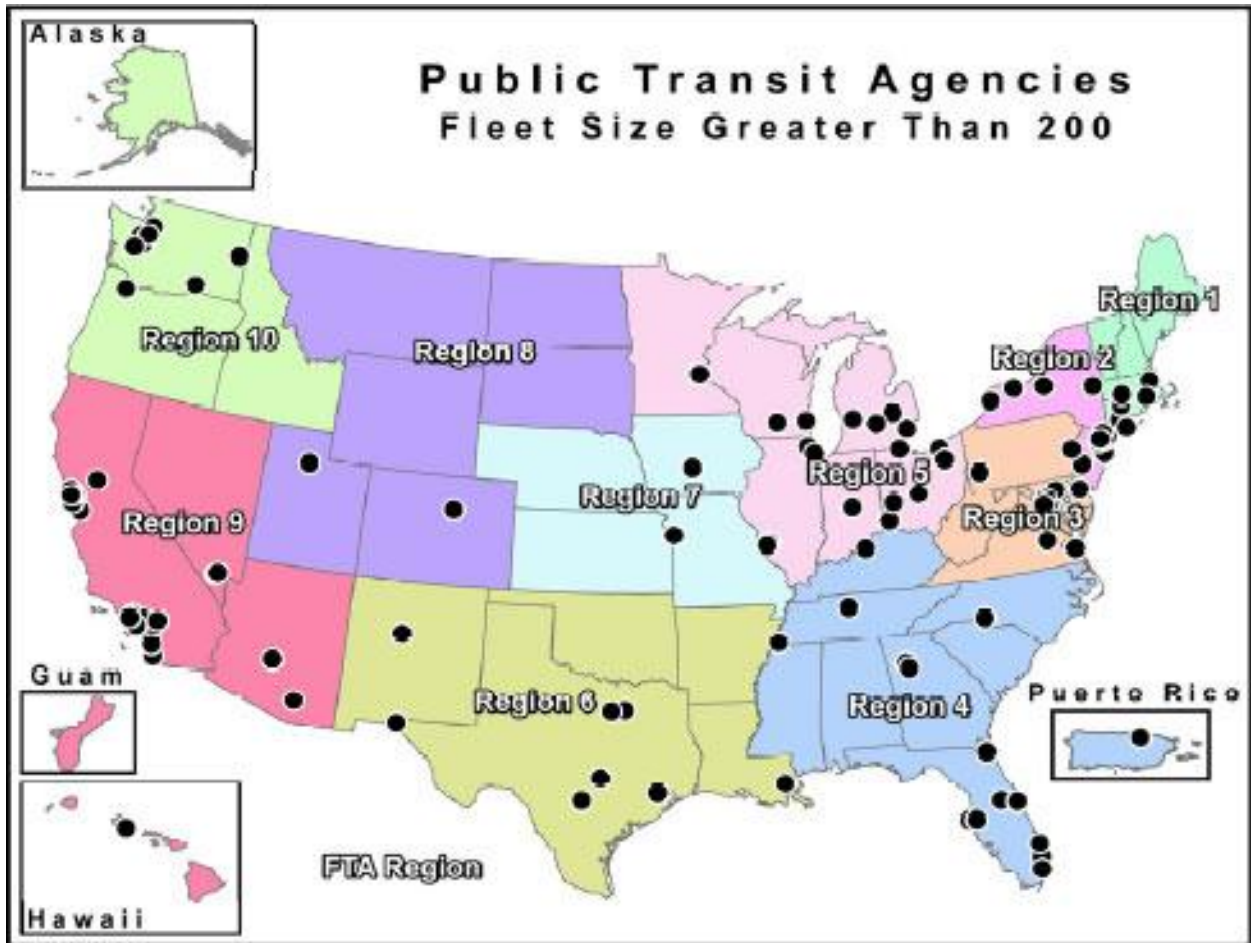 Alaska
Public Transit Agencies
Fleet Size Greater Than 200
Region 1
Region 2
Region 10
Region 8
Region 5
Region 7
Region 9
Region 3
Guam
Region 6
Region 4
Puerto Rico
FTA Region
Hawaii